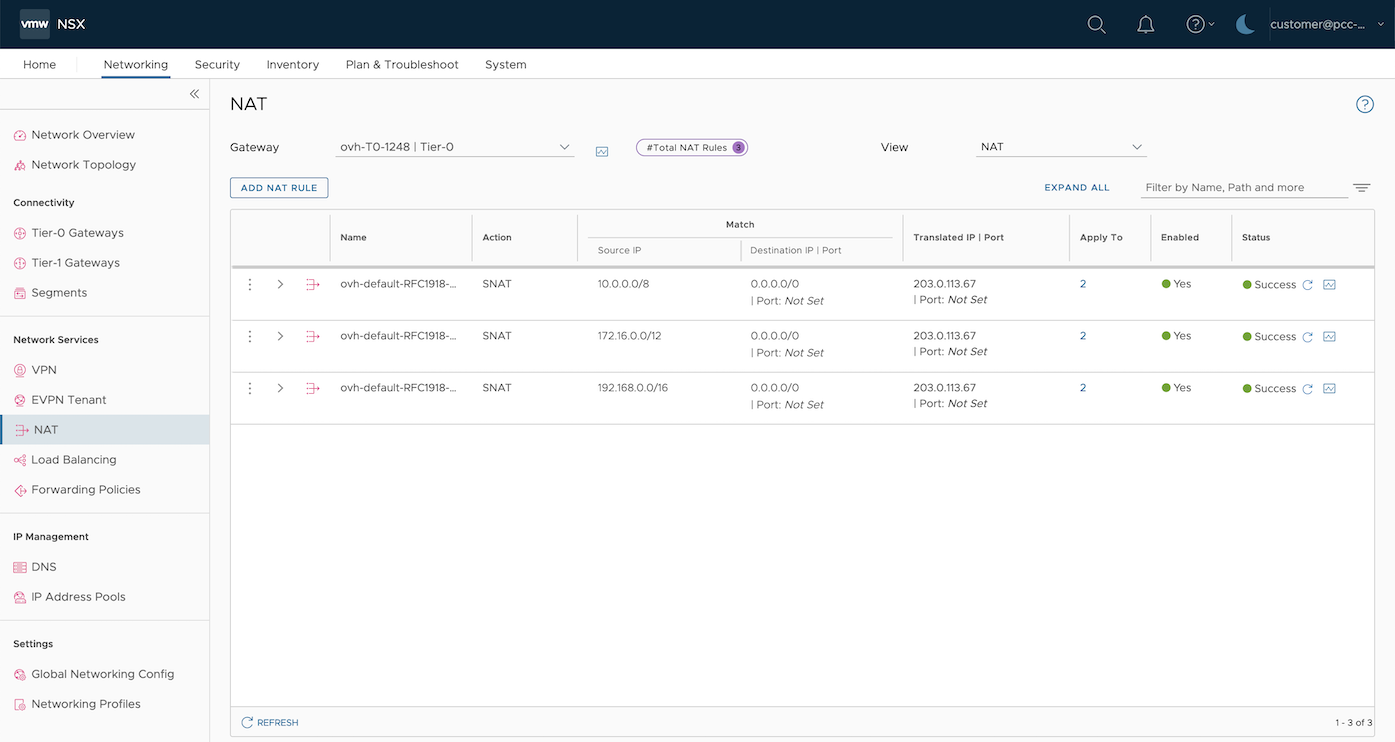 vmw NSX customer@pcc-...
Home Networking Security Inventory Plan & Troubleshoot System
Network Overview
Network Topology
Connectivity
Tier-0 Gateways
Tier-1 Gateways
Segments
Network Services
VPN
EVPN Tenant
NAT
Load Balancing
Forwarding Policies
IP Management
DNS
IP Address Pools
Settings
Global Networking Config
Networking Profiles
NAT
Gateway ovh-T0-1248 | Tier-0 #Total NAT Rules 3 View NAT
ADD NAT RULE EXPAND ALL Filter by Name, Path and more
Match
Name Action Translated IP | Port Apply To Enabled Status
Source IP Destination IP | Port
ovh-default-RFC1918-... SNAT 10.0.0.0/8 0.0.0.0/0 203.0.113.67 2 Yes Success
| Port: Not Set | Port: Not Set
ovh-default-RFC1918-... SNAT 172.16.0.0/12 0.0.0.0/0 203.0.113.67 2 Yes Success
| Port: Not Set | Port: Not Set
ovh-default-RFC1918-... SNAT 192.168.0.0/16 0.0.0.0/0 203.0.113.67 2 Yes Success
| Port: Not Set | Port: Not Set
REFRESH 1 - 3 of 3